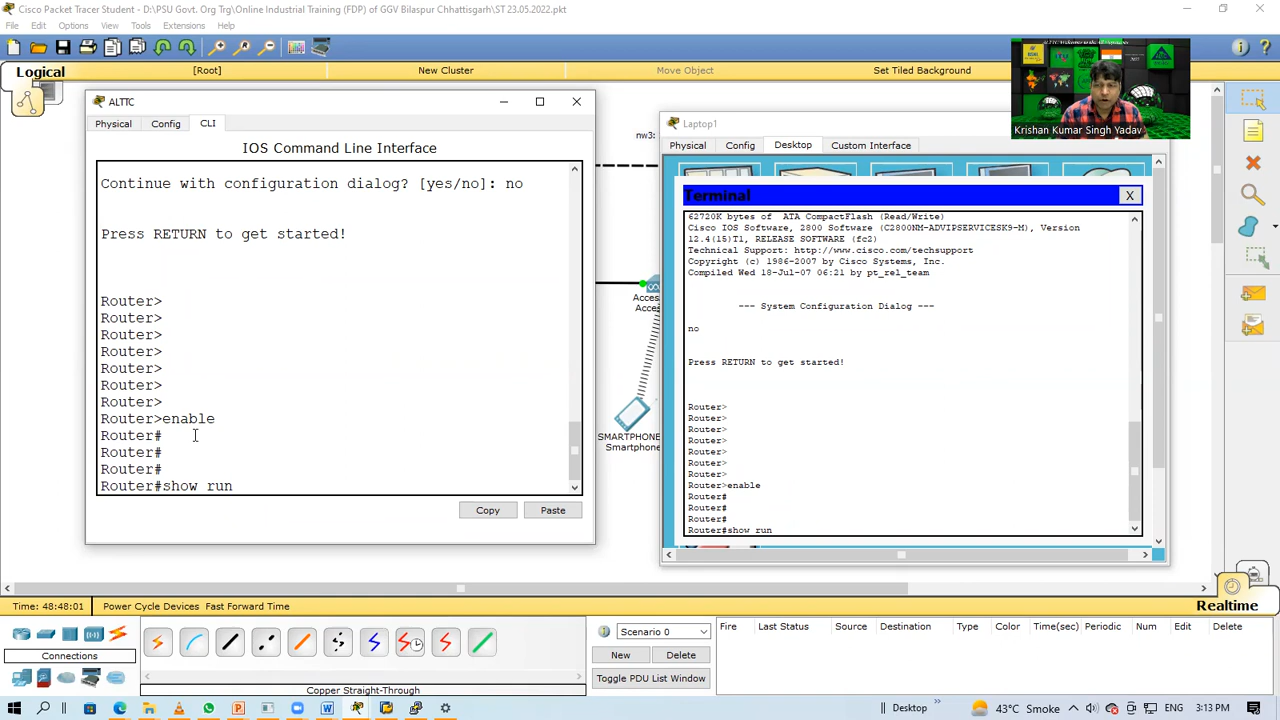 Cisco Packet Tracer Student - D:\PSU Govt. Org Trg\Online Industrial Training (FDP) of GGV Bilaspur Chhattisgarh\ST 23.05.2022.pkt
File Edit Options View Tools Extensions Help
Logical
[Root]
New Cluster
Move Object
Set Tiled Background
Krishan Kumar Singh Yadav
ALTTC
Physical Config CLI
IOS Command Line Interface
Continue with configuration dialog? [yes/no]: no
Press RETURN to get started!
Router>
Router>
Router>
Router>
Router>
Router>
Router>
Router>enable
Router#
Router#
Router#
Router#show run
Copy
Paste
nw3:
Acces
Acce
SMARTPHONE
Smartphone
Laptop1
Physical Config Desktop Custom Interface
Terminal
X
62720K bytes of ATA CompactFlash (Read/Write)
Cisco IOS Software, 2800 Software (C2800NM-ADVIPSERVICESK9-M), Version
12.4(15)T1, RELEASE SOFTWARE (fc2)
Technical Support: http://www.cisco.com/techsupport
Copyright (c) 1986-2007 by Cisco Systems, Inc.
Compiled Wed 18-Jul-07 06:21 by pt_rel_team
--- System Configuration Dialog ---
no
Press RETURN to get started!
Router>
Router>
Router>
Router>
Router>
Router>
Router>
Router>enable
Router#
Router#
Router#
Router#show run
Time: 48:48:01
Power Cycle Devices Fast Forward Time
Realtime
Connections
Copper Straight-Through
Scenario 0
New
Delete
Toggle PDU List Window
Fire Last Status Source Destination Type Color Time(sec) Periodic Num Edit Delete
Desktop
43°C Smoke
ENG
3:13 PM